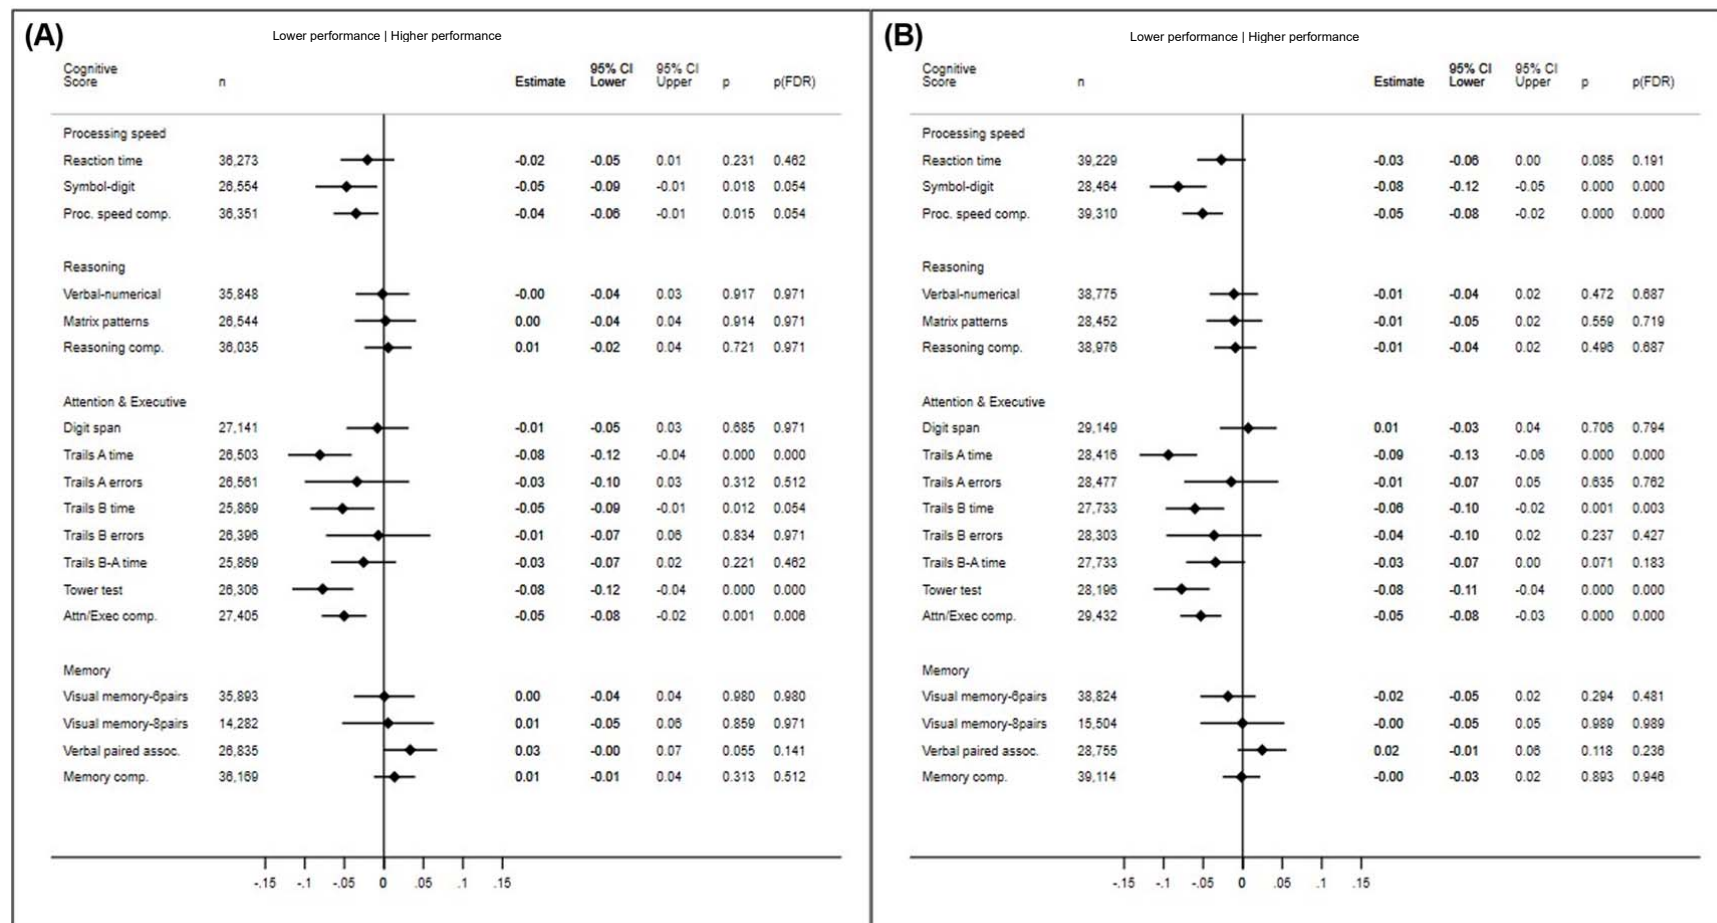 (A)
Lower performance | Higher performance
Cognitive Score n Estimate 95% CI Lower 95% CI Upper p p(FDR)
Processing speed
Reaction time 36,273 -0.02 -0.05 0.01 0.231 0.462
Symbol-digit 26,554 -0.05 -0.09 -0.01 0.018 0.054
Proc. speed comp. 36,351 -0.04 -0.06 -0.01 0.015 0.054
Reasoning
Verbal-numerical 35,848 -0.00 -0.04 0.03 0.917 0.971
Matrix patterns 26,544 0.00 -0.04 0.04 0.914 0.971
Reasoning comp. 36,035 0.01 -0.02 0.04 0.721 0.971
Attention & Executive
Digit span 27,141 -0.01 -0.05 0.03 0.685 0.971
Trails A time 26,503 -0.08 -0.12 -0.04 0.000 0.000
Trails A errors 26,561 -0.03 -0.10 0.03 0.312 0.512
Trails B time 25,869 -0.05 -0.09 -0.01 0.012 0.054
Trails B errors 26,396 -0.01 -0.07 0.06 0.834 0.971
Trails B-A time 25,869 -0.03 -0.07 0.02 0.221 0.462
Tower test 26,306 -0.08 -0.12 -0.04 0.000 0.000
Attn/Exec comp. 27,405 -0.05 -0.08 -0.02 0.001 0.006
Memory
Visual memory-6pairs 35,893 0.00 -0.04 0.04 0.980 0.980
Visual memory-8pairs 14,282 0.01 -0.05 0.06 0.859 0.971
Verbal paired assoc. 26,835 0.03 -0.00 0.07 0.055 0.141
Memory comp. 36,169 0.01 -0.01 0.04 0.313 0.512
-.15 -.1 -.05 0 .05 .1 .15
(B)
Lower performance | Higher performance
Cognitive Score n Estimate 95% CI Lower 95% CI Upper p p(FDR)
Processing speed
Reaction time 39,229 -0.03 -0.06 0.00 0.085 0.191
Symbol-digit 28,464 -0.08 -0.12 -0.05 0.000 0.000
Proc. speed comp. 39,310 -0.05 -0.08 -0.02 0.000 0.000
Reasoning
Verbal-numerical 38,775 -0.01 -0.04 0.02 0.472 0.687
Matrix patterns 28,452 -0.01 -0.05 0.02 0.559 0.719
Reasoning comp. 38,976 -0.01 -0.04 0.02 0.496 0.687
Attention & Executive
Digit span 29,149 0.01 -0.03 0.04 0.706 0.794
Trails A time 28,416 -0.09 -0.13 -0.06 0.000 0.000
Trails A errors 28,477 -0.01 -0.07 0.05 0.635 0.762
Trails B time 27,733 -0.06 -0.10 -0.02 0.001 0.003
Trails B errors 28,303 -0.04 -0.10 0.02 0.237 0.427
Trails B-A time 27,733 -0.03 -0.07 0.00 0.071 0.183
Tower test 28,196 -0.08 -0.11 -0.04 0.000 0.000
Attn/Exec comp. 29,432 -0.05 -0.08 -0.03 0.000 0.000
Memory
Visual memory-6pairs 38,824 -0.02 -0.05 0.02 0.294 0.481
Visual memory-8pairs 15,504 -0.00 -0.05 0.05 0.989 0.989
Verbal paired assoc. 28,755 0.02 -0.01 0.06 0.118 0.236
Memory comp. 39,114 -0.00 -0.03 0.02 0.893 0.946
-.15 -.1 -.05 0 .05 .1 .15